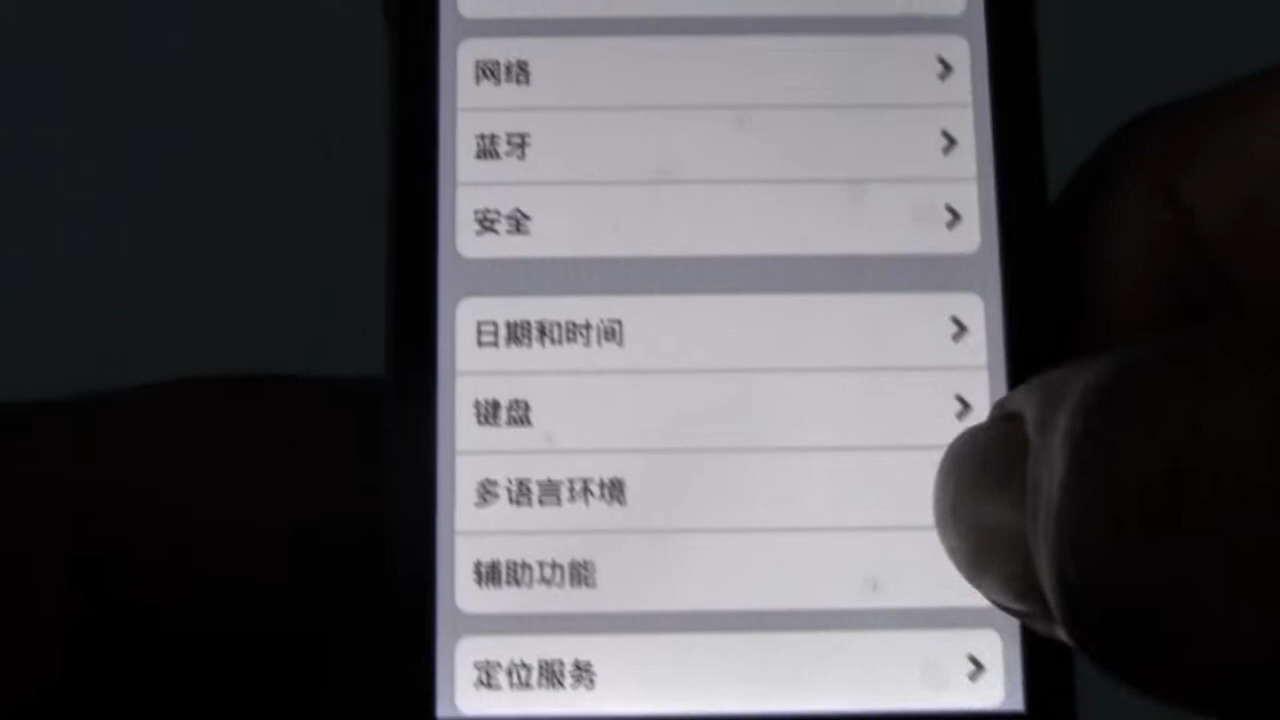 网络
蓝牙
安全
日期和时间
键盘
多语言环境
辅助功能
定位服务